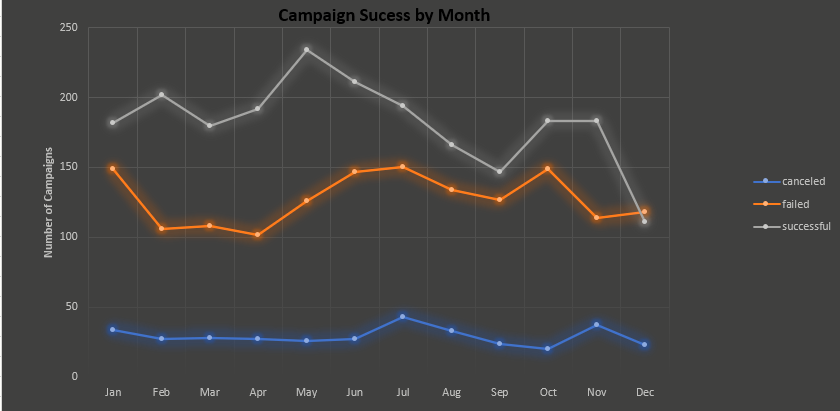 Campaign Sucess by Month
250
200
150
100
50
0
Number of Campaigns
Jan Feb Mar Apr May Jun Jul Aug Sep Oct Nov Dec
canceled
failed
successful